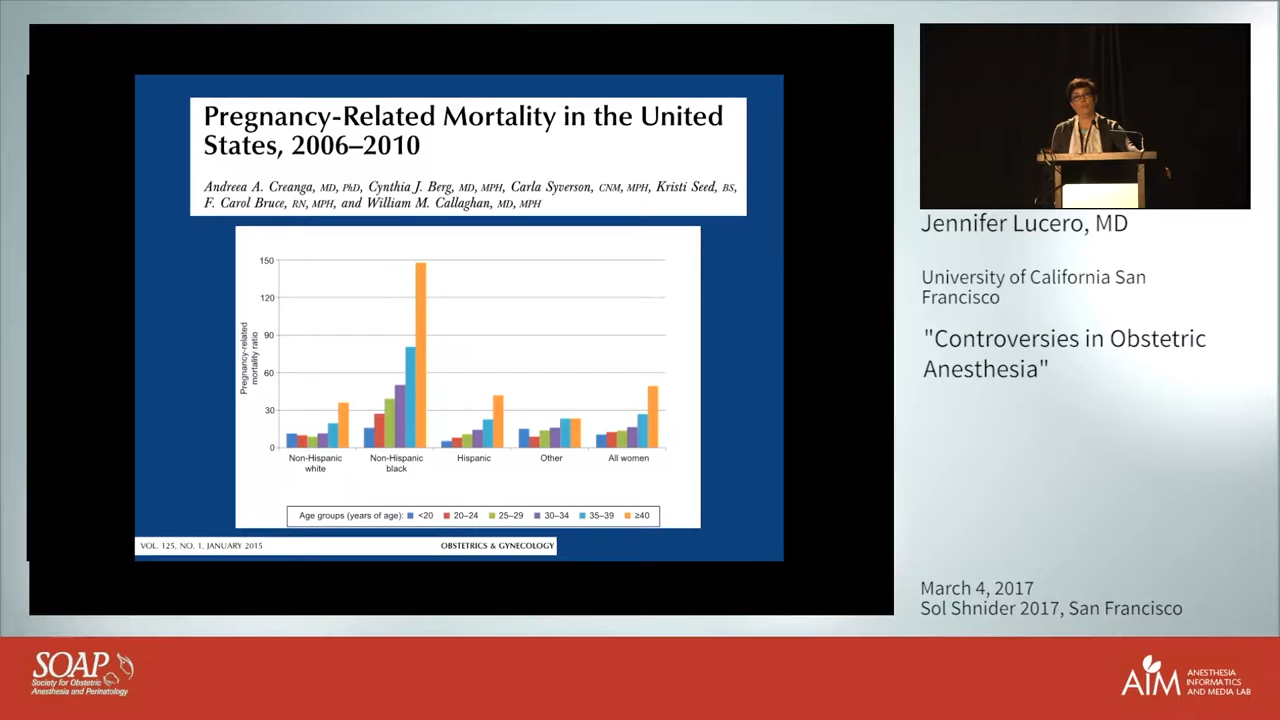 Pregnancy-Related Mortality in the United
States, 2006–2010
Andreea A. Creanga, MD, PhD, Cynthia J. Berg, MD, MPH, Carla Syverson, CNM, MPH, Kristi Seed, BS,
F. Carol Bruce, RN, MPH, and William M. Callaghan, MD, MPH
Pregnancy-related
mortality ratio
150
120
90
60
30
0
Non-Hispanic
white
Non-Hispanic
black
Hispanic
Other
All women
Age groups (years of age): <20 20–24 25–29 30–34 35–39 ≥40
VOL. 125, NO. 1, JANUARY 2015 OBSTETRICS & GYNECOLOGY
Jennifer Lucero, MD
University of California San
Francisco
"Controversies in Obstetric
Anesthesia"
March 4, 2017
Sol Shnider 2017, San Francisco
SOAP
Society for Obstetric
Anesthesia and Perinatology
AIM
ANESTHESIA
INFORMATICS
AND MEDIA LAB